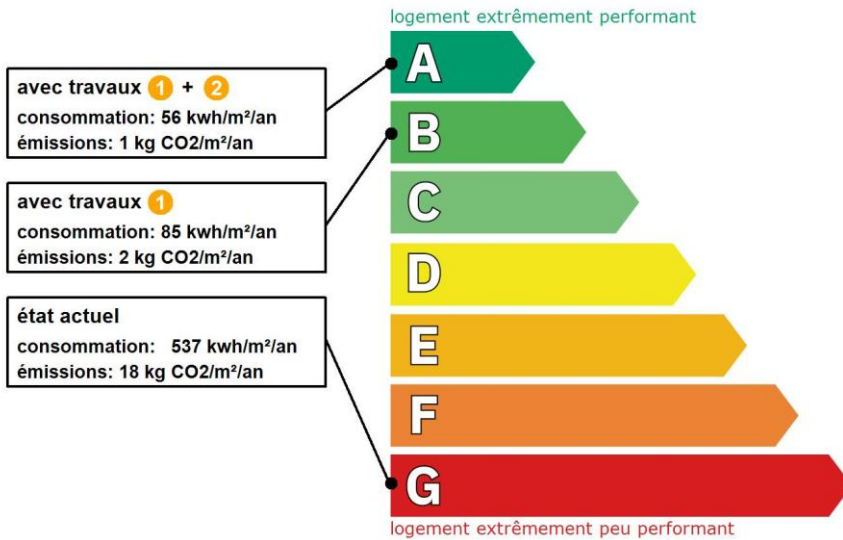 logement extrêmement performant
avec travaux 1 + 2
consommation: 56 kwh/m²/an
émissions: 1 kg CO2/m²/an
avec travaux 1
consommation: 85 kwh/m²/an
émissions: 2 kg CO2/m²/an
état actuel
consommation: 537 kwh/m²/an
émissions: 18 kg CO2/m²/an
A
B
C
D
E
F
G
logement extrêmement peu performant